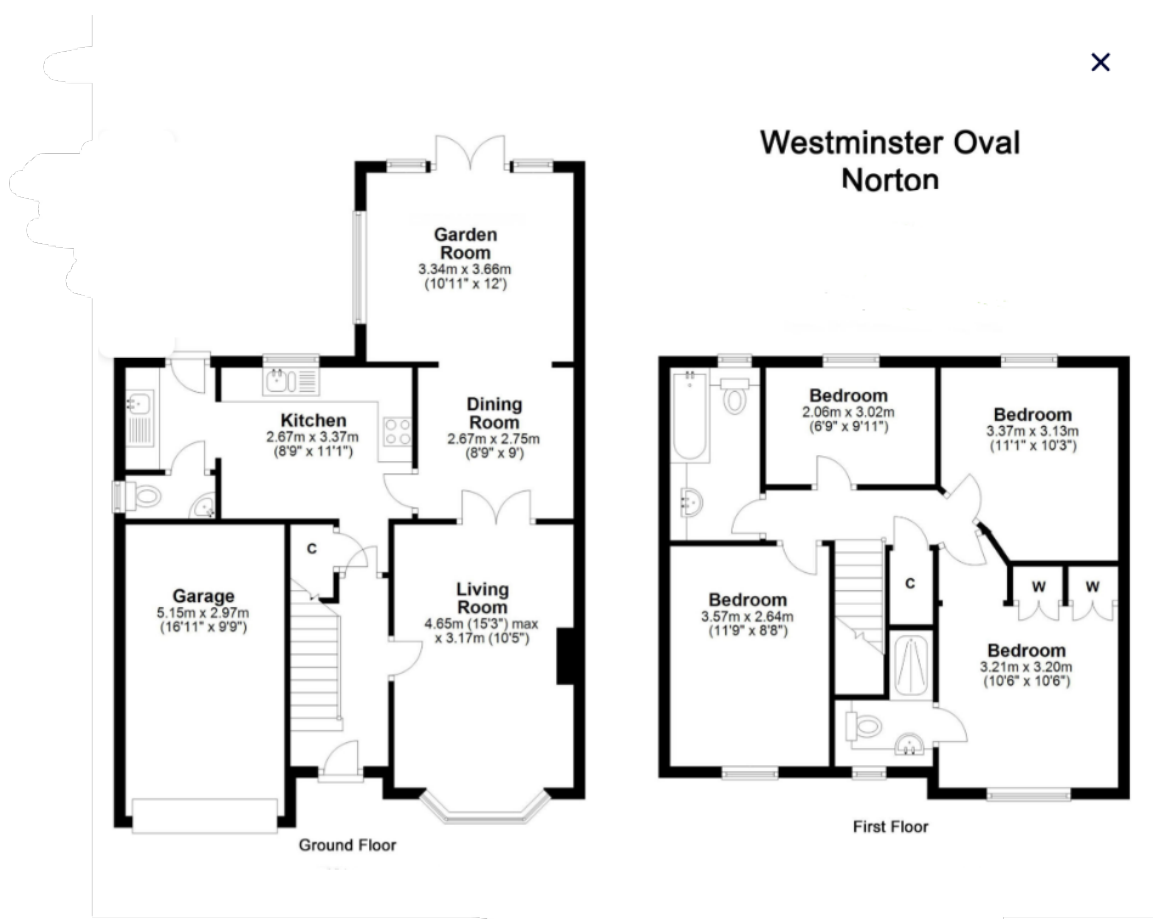 Westminster Oval
Norton
Garden
Room
3.34m x 3.66m
(10'11" x 12')
Kitchen
2.67m x 3.37m
(8'9" x 11'1")
Dining
Room
2.67m x 2.75m
(8'9" x 9')
C
Garage
5.15m x 2.97m
(16'11" x 9'9")
Living
Room
4.65m (15'3") max
x 3.17m (10'5")
Ground Floor
Bedroom
2.06m x 3.02m
(6'9" x 9'11")
Bedroom
3.37m x 3.13m
(11'1" x 10'3")
C
W
W
Bedroom
3.57m x 2.64m
(11'9" x 8'8")
Bedroom
3.21m x 3.20m
(10'6" x 10'6")
First Floor